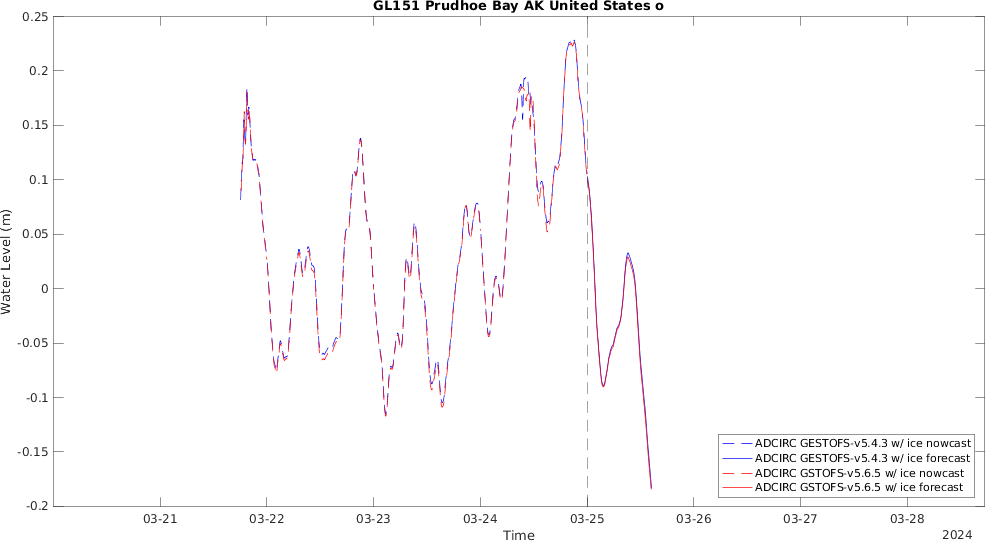 GL151 Prudhoe Bay AK United States o
Water Level (m)
0.25
0.2
0.15
0.1
0.05
0
-0.05
-0.1
-0.15
-0.2
ADCIRC GESTOFS-v5.4.3 w/ ice nowcast
ADCIRC GESTOFS-v5.4.3 w/ ice forecast
ADCIRC GSTOFS-v5.6.5 w/ ice nowcast
ADCIRC GSTOFS-v5.6.5 w/ ice forecast
03-21 03-22 03-23 03-24 03-25 03-26 03-27 03-28
Time
2024